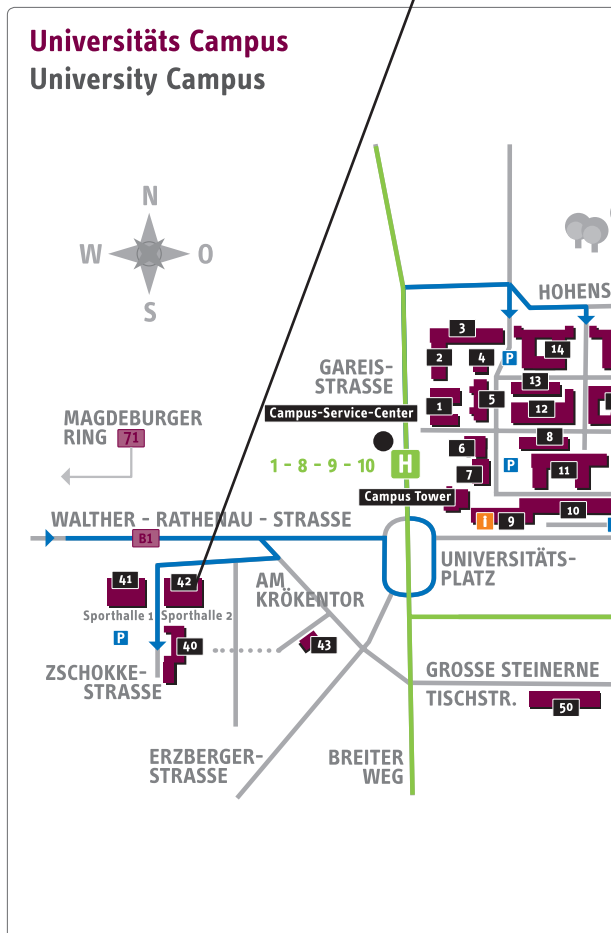 Universitäts Campus
University Campus
N
W
O
S
HOHENS
3
14
2
4
P
GAREIS-
STRASSE
13
5
12
1
Campus-Service-Center
MAGDEBURGER
RING 71
8
6
1 - 8 - 9 - 10 H
7
P
11
Campus Tower
10
WALTHER - RATHENAU - STRASSE
i 9
B1
UNIVERSITÄTS-
PLATZ
41
42
AM
KRÖKENTOR
Sporthalle 1
Sporthalle 2
P
40
43
ZSCHOKKE-
STRASSE
GROSSE STEINERNE
TISCHSTR.
50
ERZBERGER-
STRASSE
BREITER
WEG